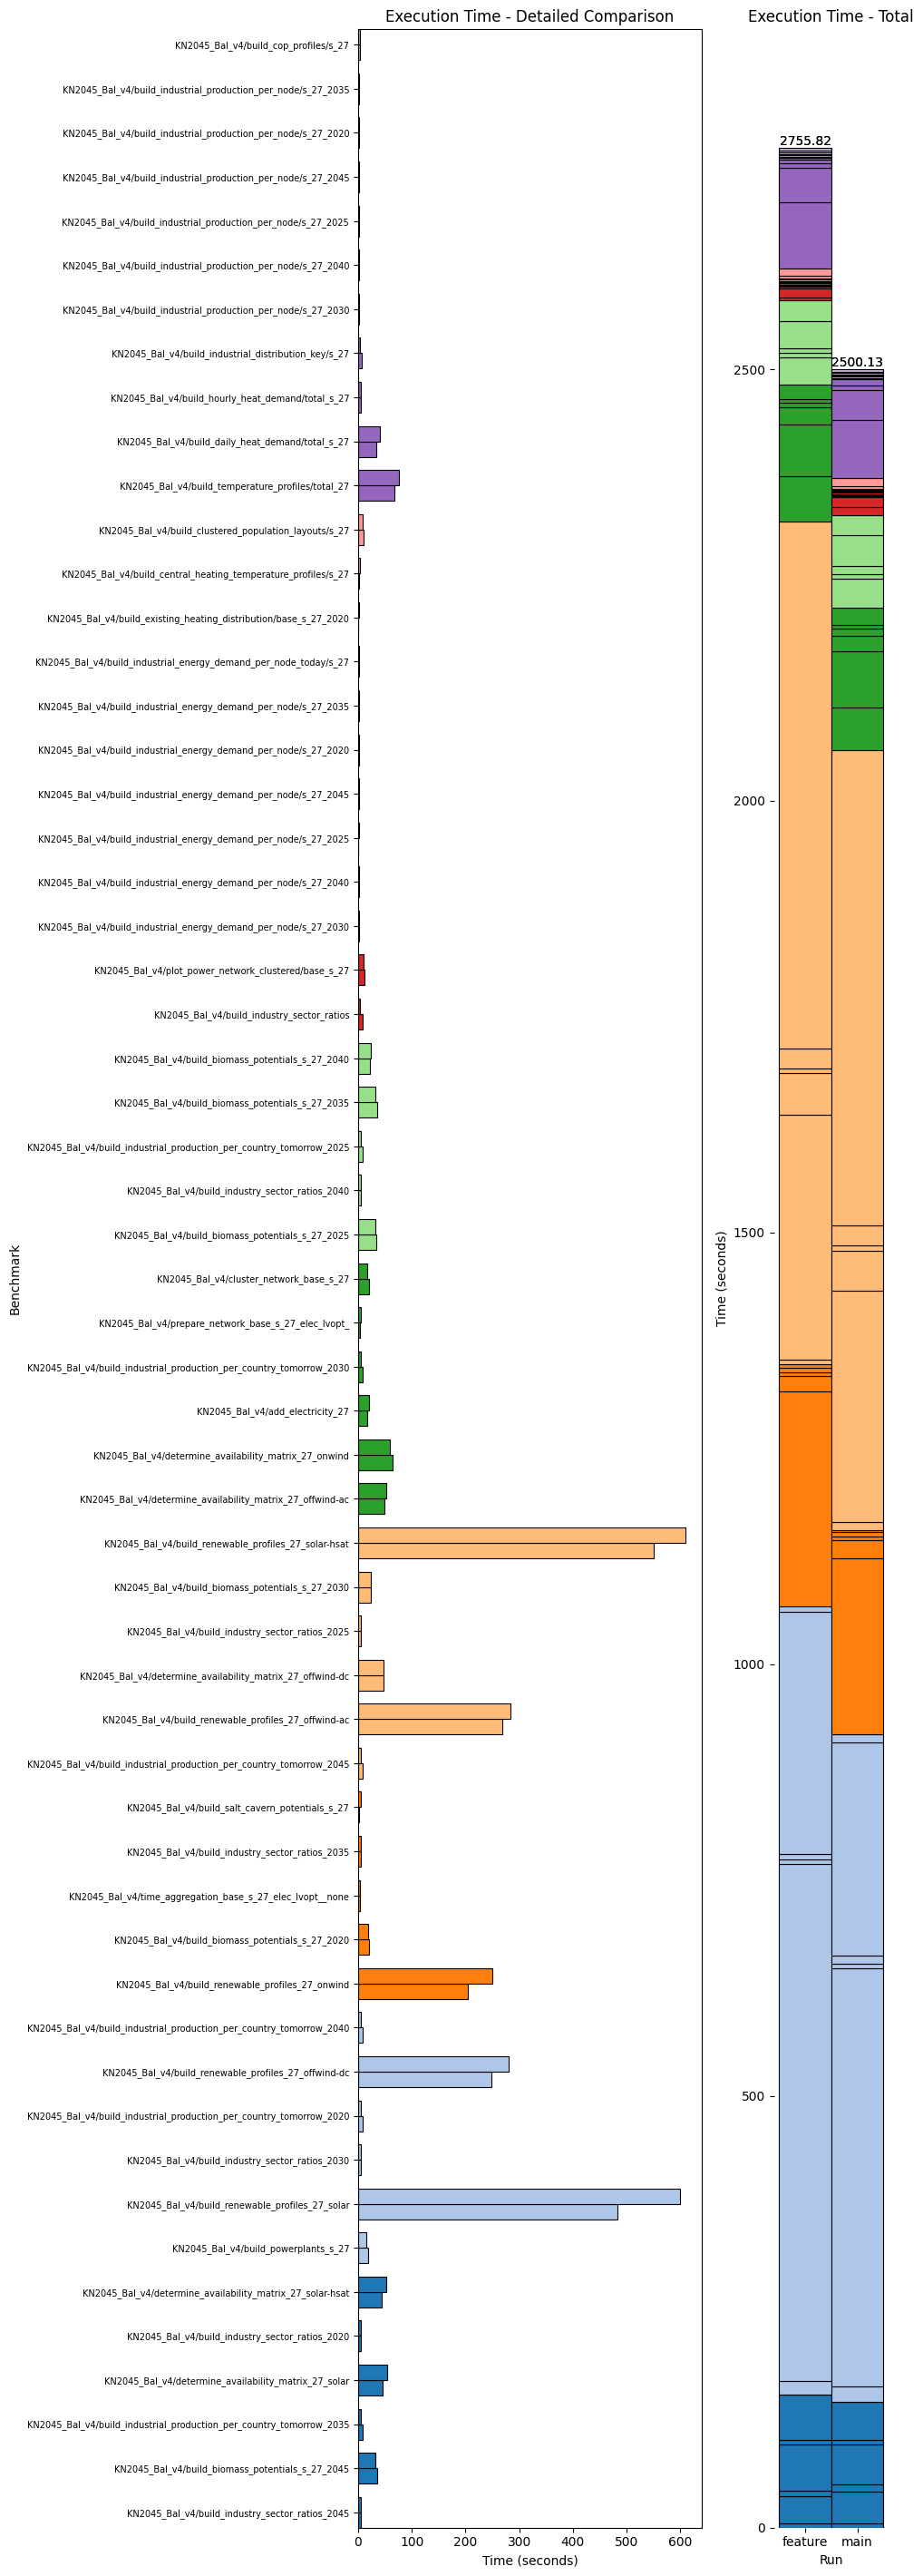 Execution Time - Detailed Comparison
Execution Time - Total
KN2045_Bal_v4/build_cop_profiles/s_27
KN2045_Bal_v4/build_industrial_production_per_node/s_27_2035
KN2045_Bal_v4/build_industrial_production_per_node/s_27_2020
KN2045_Bal_v4/build_industrial_production_per_node/s_27_2045
KN2045_Bal_v4/build_industrial_production_per_node/s_27_2025
KN2045_Bal_v4/build_industrial_production_per_node/s_27_2040
KN2045_Bal_v4/build_industrial_production_per_node/s_27_2030
KN2045_Bal_v4/build_industrial_distribution_key/s_27
KN2045_Bal_v4/build_hourly_heat_demand/total_s_27
KN2045_Bal_v4/build_daily_heat_demand/total_s_27
KN2045_Bal_v4/build_temperature_profiles/total_27
KN2045_Bal_v4/build_clustered_population_layouts/s_27
KN2045_Bal_v4/build_central_heating_temperature_profiles/s_27
KN2045_Bal_v4/build_existing_heating_distribution/base_s_27_2020
KN2045_Bal_v4/build_industrial_energy_demand_per_node_today/s_27
KN2045_Bal_v4/build_industrial_energy_demand_per_node/s_27_2035
KN2045_Bal_v4/build_industrial_energy_demand_per_node/s_27_2020
KN2045_Bal_v4/build_industrial_energy_demand_per_node/s_27_2045
KN2045_Bal_v4/build_industrial_energy_demand_per_node/s_27_2025
KN2045_Bal_v4/build_industrial_energy_demand_per_node/s_27_2040
KN2045_Bal_v4/build_industrial_energy_demand_per_node/s_27_2030
KN2045_Bal_v4/plot_power_network_clustered/base_s_27
KN2045_Bal_v4/build_industry_sector_ratios
KN2045_Bal_v4/build_biomass_potentials_s_27_2040
KN2045_Bal_v4/build_biomass_potentials_s_27_2035
KN2045_Bal_v4/build_industrial_production_per_country_tomorrow_2025
KN2045_Bal_v4/build_industry_sector_ratios_2040
KN2045_Bal_v4/build_biomass_potentials_s_27_2025
KN2045_Bal_v4/cluster_network_base_s_27
KN2045_Bal_v4/prepare_network_base_s_27_elec_lvopt_
KN2045_Bal_v4/build_industrial_production_per_country_tomorrow_2030
KN2045_Bal_v4/add_electricity_27
KN2045_Bal_v4/determine_availability_matrix_27_onwind
KN2045_Bal_v4/determine_availability_matrix_27_offwind-ac
KN2045_Bal_v4/build_renewable_profiles_27_solar-hsat
KN2045_Bal_v4/build_biomass_potentials_s_27_2030
KN2045_Bal_v4/build_industry_sector_ratios_2025
KN2045_Bal_v4/determine_availability_matrix_27_offwind-dc
KN2045_Bal_v4/build_renewable_profiles_27_offwind-ac
KN2045_Bal_v4/build_industrial_production_per_country_tomorrow_2045
KN2045_Bal_v4/build_salt_cavern_potentials_s_27
KN2045_Bal_v4/build_industry_sector_ratios_2035
KN2045_Bal_v4/time_aggregation_base_s_27_elec_lvopt__none
KN2045_Bal_v4/build_biomass_potentials_s_27_2020
KN2045_Bal_v4/build_renewable_profiles_27_onwind
KN2045_Bal_v4/build_industrial_production_per_country_tomorrow_2040
KN2045_Bal_v4/build_renewable_profiles_27_offwind-dc
KN2045_Bal_v4/build_industrial_production_per_country_tomorrow_2020
KN2045_Bal_v4/build_industry_sector_ratios_2030
KN2045_Bal_v4/build_renewable_profiles_27_solar
KN2045_Bal_v4/build_powerplants_s_27
KN2045_Bal_v4/determine_availability_matrix_27_solar-hsat
KN2045_Bal_v4/build_industry_sector_ratios_2020
KN2045_Bal_v4/determine_availability_matrix_27_solar
KN2045_Bal_v4/build_industrial_production_per_country_tomorrow_2035
KN2045_Bal_v4/build_biomass_potentials_s_27_2045
KN2045_Bal_v4/build_industry_sector_ratios_2045
Benchmark
0 100 200 300 400 500 600
Time (seconds)
2755.82
2500.13
2500
2000
1500
1000
500
0
Time (seconds)
feature main
Run